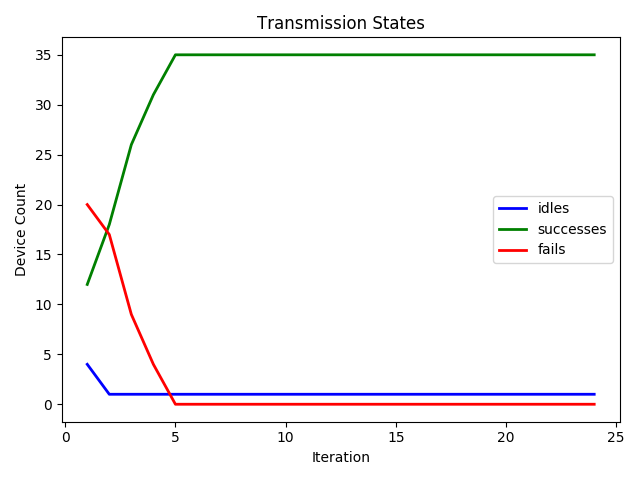 Transmission States
Device Count
35
30
25
20
15
10
5
0
idles
successes
fails
0 5 10 15 20 25
Iteration